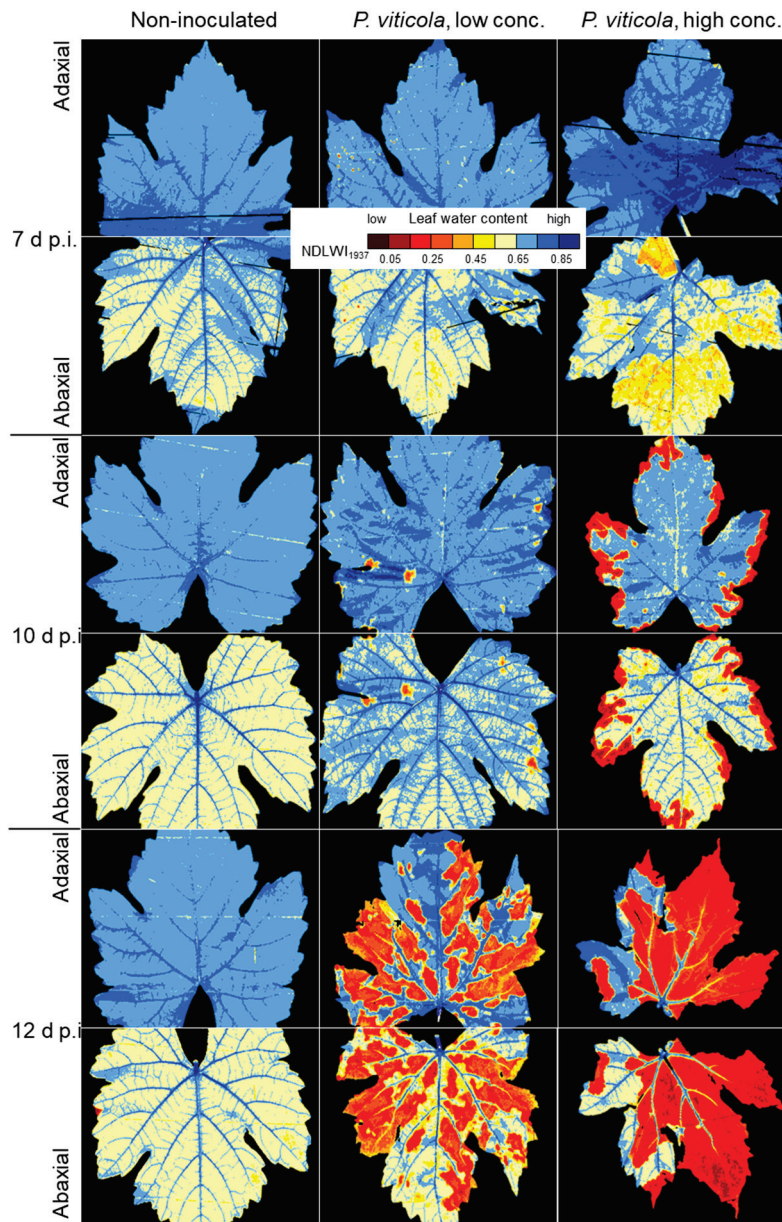 Non-inoculated P. viticola, low conc. P. viticola, high conc.
Adaxial
7 d p.i.
low Leaf water content high
NDLWI1937
0.05 0.25 0.45 0.65 0.85
Abaxial
Adaxial
10 d p.i
Abaxial
Adaxial
12 d p.i
Abaxial